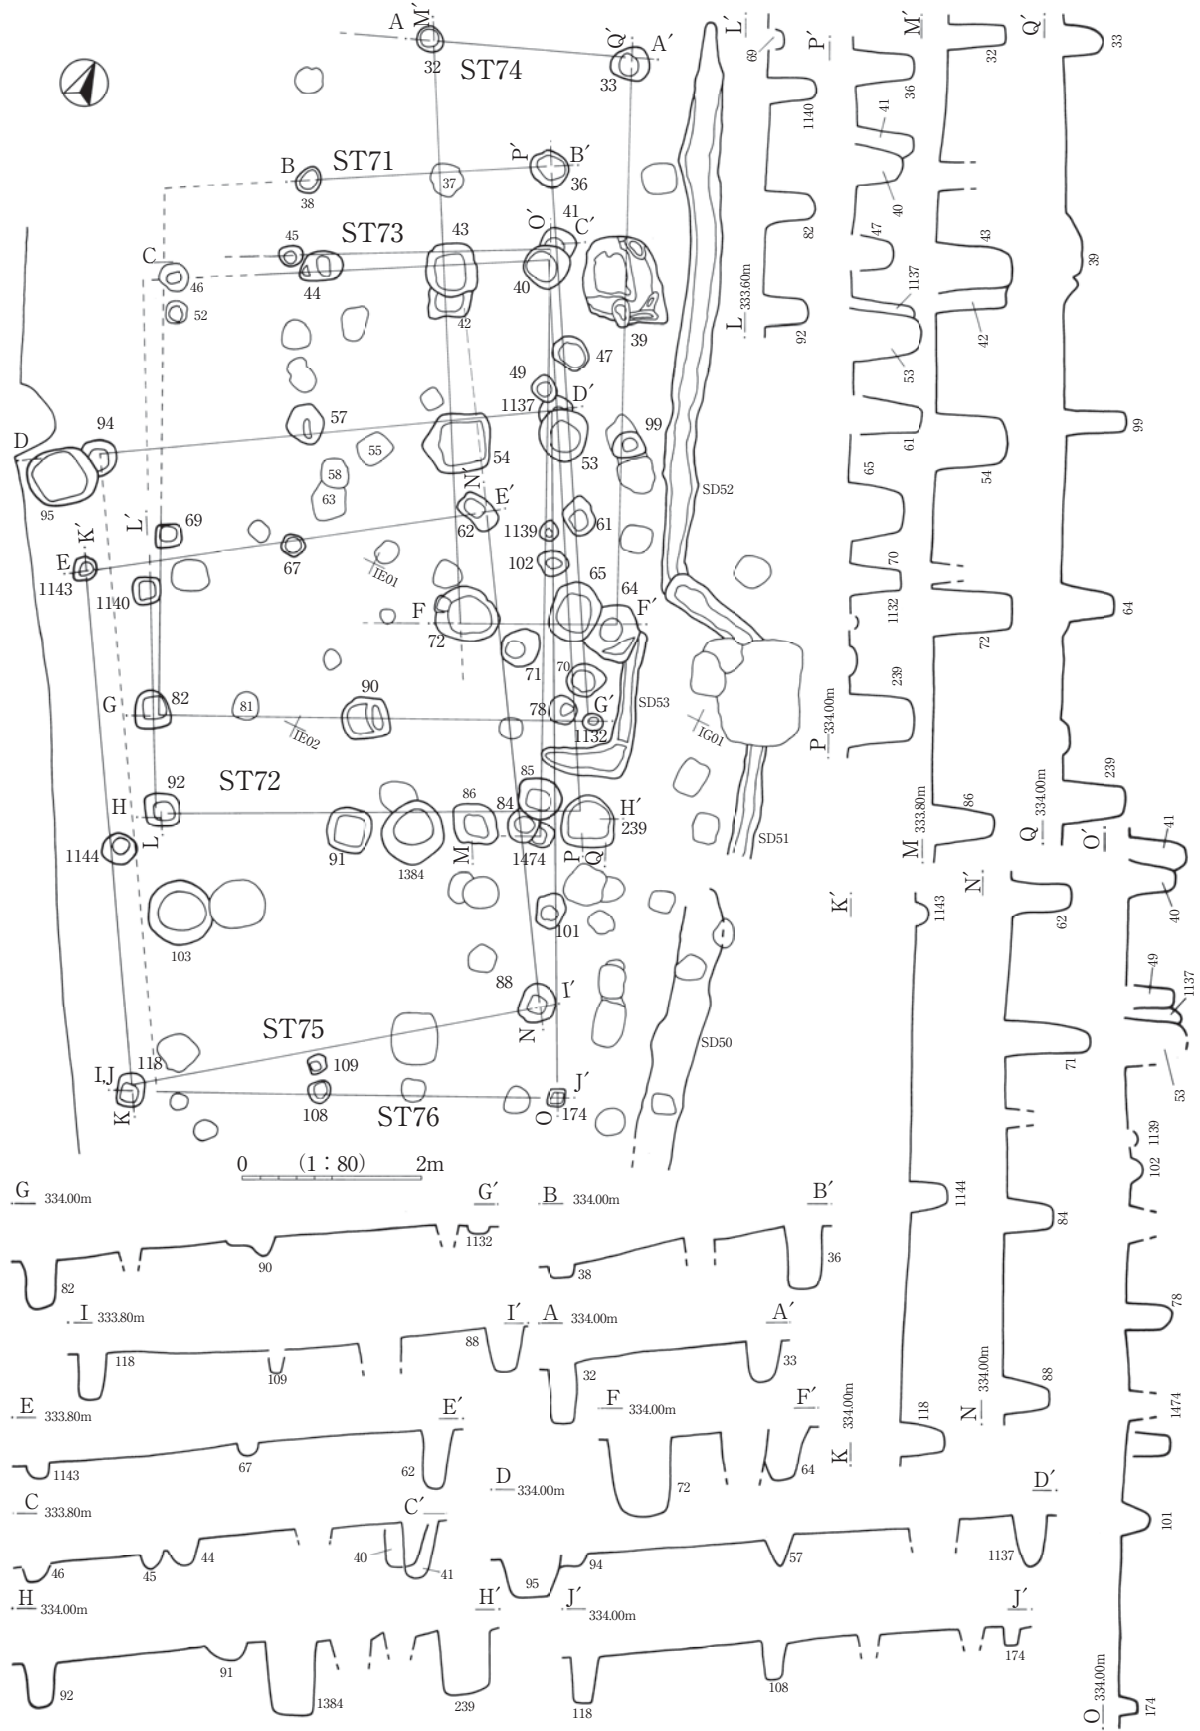 A M´ Q´ A´
32 ST74 33
B ST71 P´ B´
38 37 36
45 ST73 43 O´ 41 C´
C 46 44 40
52 42 39
47
49
94 57 1137 D´
D 55 54 53 99
95 58 63
SD52
N´ E´
L´ 69 62 1139 61
E K´ 67 102
1143 1140 IE01
65 64
F 72 F´
71 70
G 82 81 90 78 G´ SD53
IE02 1132 IG01
ST72 85
92 86 84 H´
H 239
L 91 1384 M 1474 P Q SD51
1144
103 101
88 I´
ST75 N SD50
118 109
I,J J´
K 108 ST76 O 174
0 (1：80) 2m
L´ 69 1140 82 L 333.60m 92
P´ 36 41 40 47 1137 53 61 65 70 1132 239 P 334.00m
M´ 32 43 42 54 72 86 M 333.80m
Q´ 33 39 99 64 239 Q 334.00m
K´ 1143 1144 118 K 334.00m
N´ 62 71 84 88 N 334.00m
O´ 41 40 49 1137 53 1139 102 78 1474 101 174 O 334.00m
G 334.00m G´
82 90 1132
B 334.00m B´
38 36
I 333.80m I´
118 109 88
A 334.00m A´
32 33
E 333.80m E´
1143 67 62
F 334.00m F´
72 64
C 333.80m C´
46 45 44 40 41
D 334.00m D´
95 94 57 1137
H 334.00m H´
92 91 1384 239
J´ 334.00m J´
118 108 174